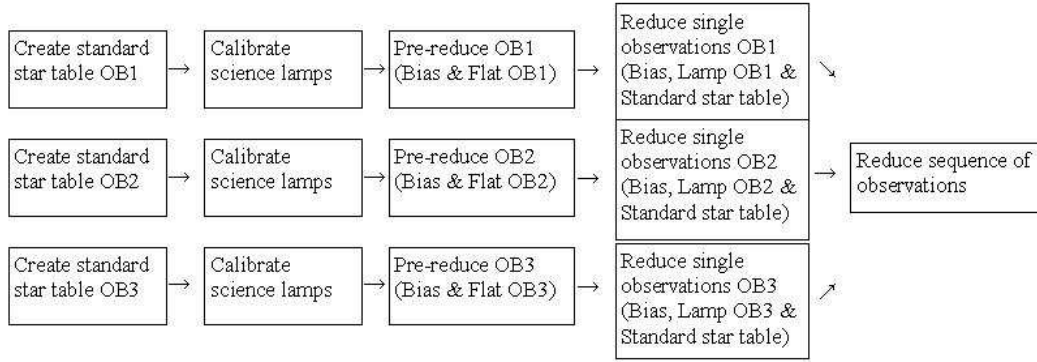 Create standard
star table OB1
Calibrate
science lamps
Pre-reduce OB1
(Bias & Flat OB1)
Reduce single
observations OB1
(Bias, Lamp OB1 &
Standard star table)
Create standard
star table OB2
Calibrate
science lamps
Pre-reduce OB2
(Bias & Flat OB2)
Reduce single
observations OB2
(Bias, Lamp OB2 &
Standard star table)
Reduce sequence of
observations
Create standard
star table OB3
Calibrate
science lamps
Pre-reduce OB3
(Bias & Flat OB3)
Reduce single
observations OB3
(Bias, Lamp OB3 &
Standard star table)